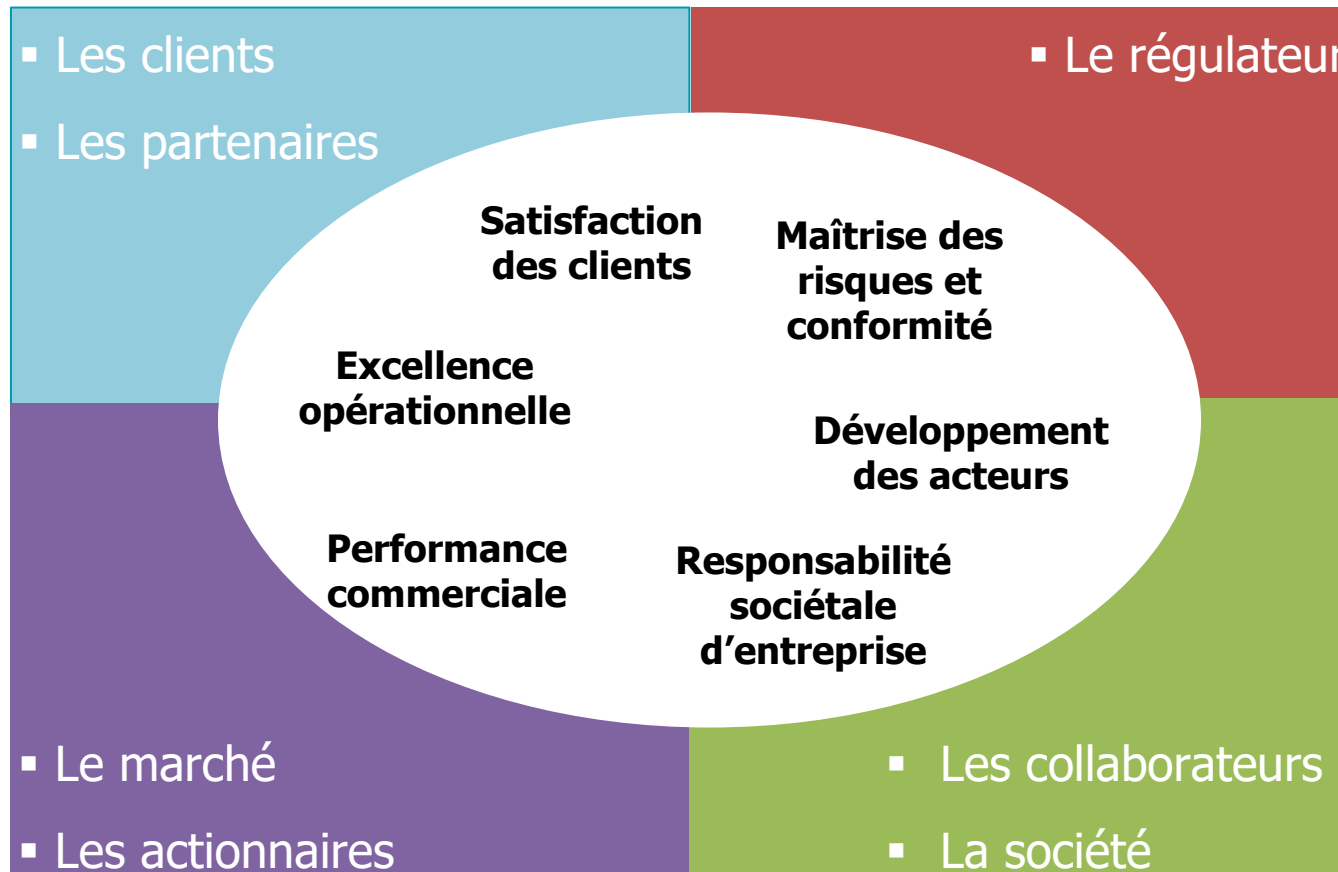 ▪ Les clients
▪ Les partenaires
▪ Le régulateur
Satisfaction
des clients
Maîtrise des
risques et
conformité
Excellence
opérationnelle
Développement
des acteurs
Performance
commerciale
Responsabilité
sociétale
d’entreprise
▪ Le marché
▪ Les actionnaires
▪ Les collaborateurs
▪ La société